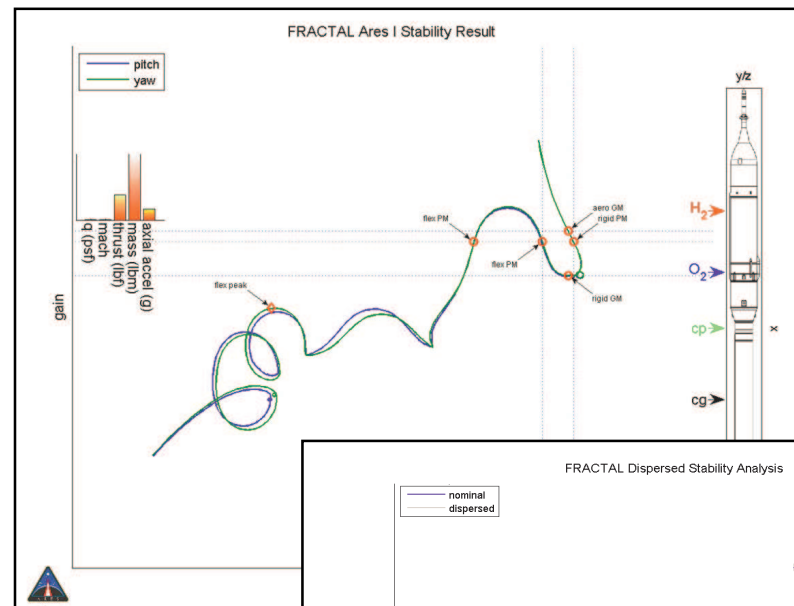 FRACTAL Ares I Stability Result
pitch
yaw
y/z
q (psf)
mach
thrust (lbf)
mass (lbm)
axial accel (g)
gain
flex peak
flex PM
flex PM
aero GM
rigid PM
rigid GM
H2
O2
cp
cg
x
FRACTAL Dispersed Stability Analysis
nominal
dispersed